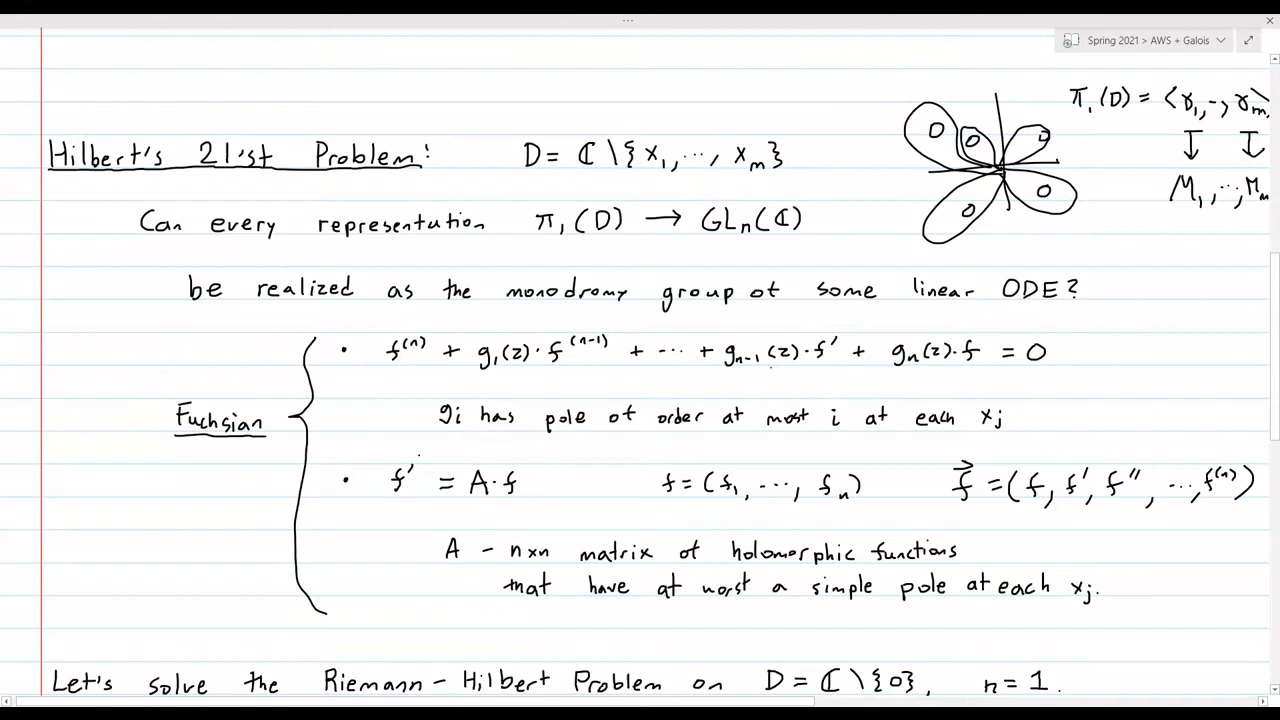 Spring 2021 > AWS + Galois
π₁(D) = ⟨γ₁,..,γₘ⟩
Hilbert's 21'st Problem: D = ℂ \ {x₁,..., xₘ}
M₁,..., Mₘ
Can every representation π₁(D) → GLₙ(ℂ)
be realized as the monodromy group of some linear ODE?
• f⁽ⁿ⁾ + g₁(z)·f⁽ⁿ⁻¹⁾ + ... + gₙ₋₁(z)·f' + gₙ(z)·f = 0
Fuchsian
gi has pole of order at most i at each xj
• f' = A·f f = (f₁, ..., fₙ) f⃗ = (f, f', f'', ..., f⁽ⁿ⁾)
A - n×n matrix of holomorphic functions
that have at most a simple pole at each xj.
Let's solve the Riemann-Hilbert Problem on D = ℂ \ {0}, n = 1.